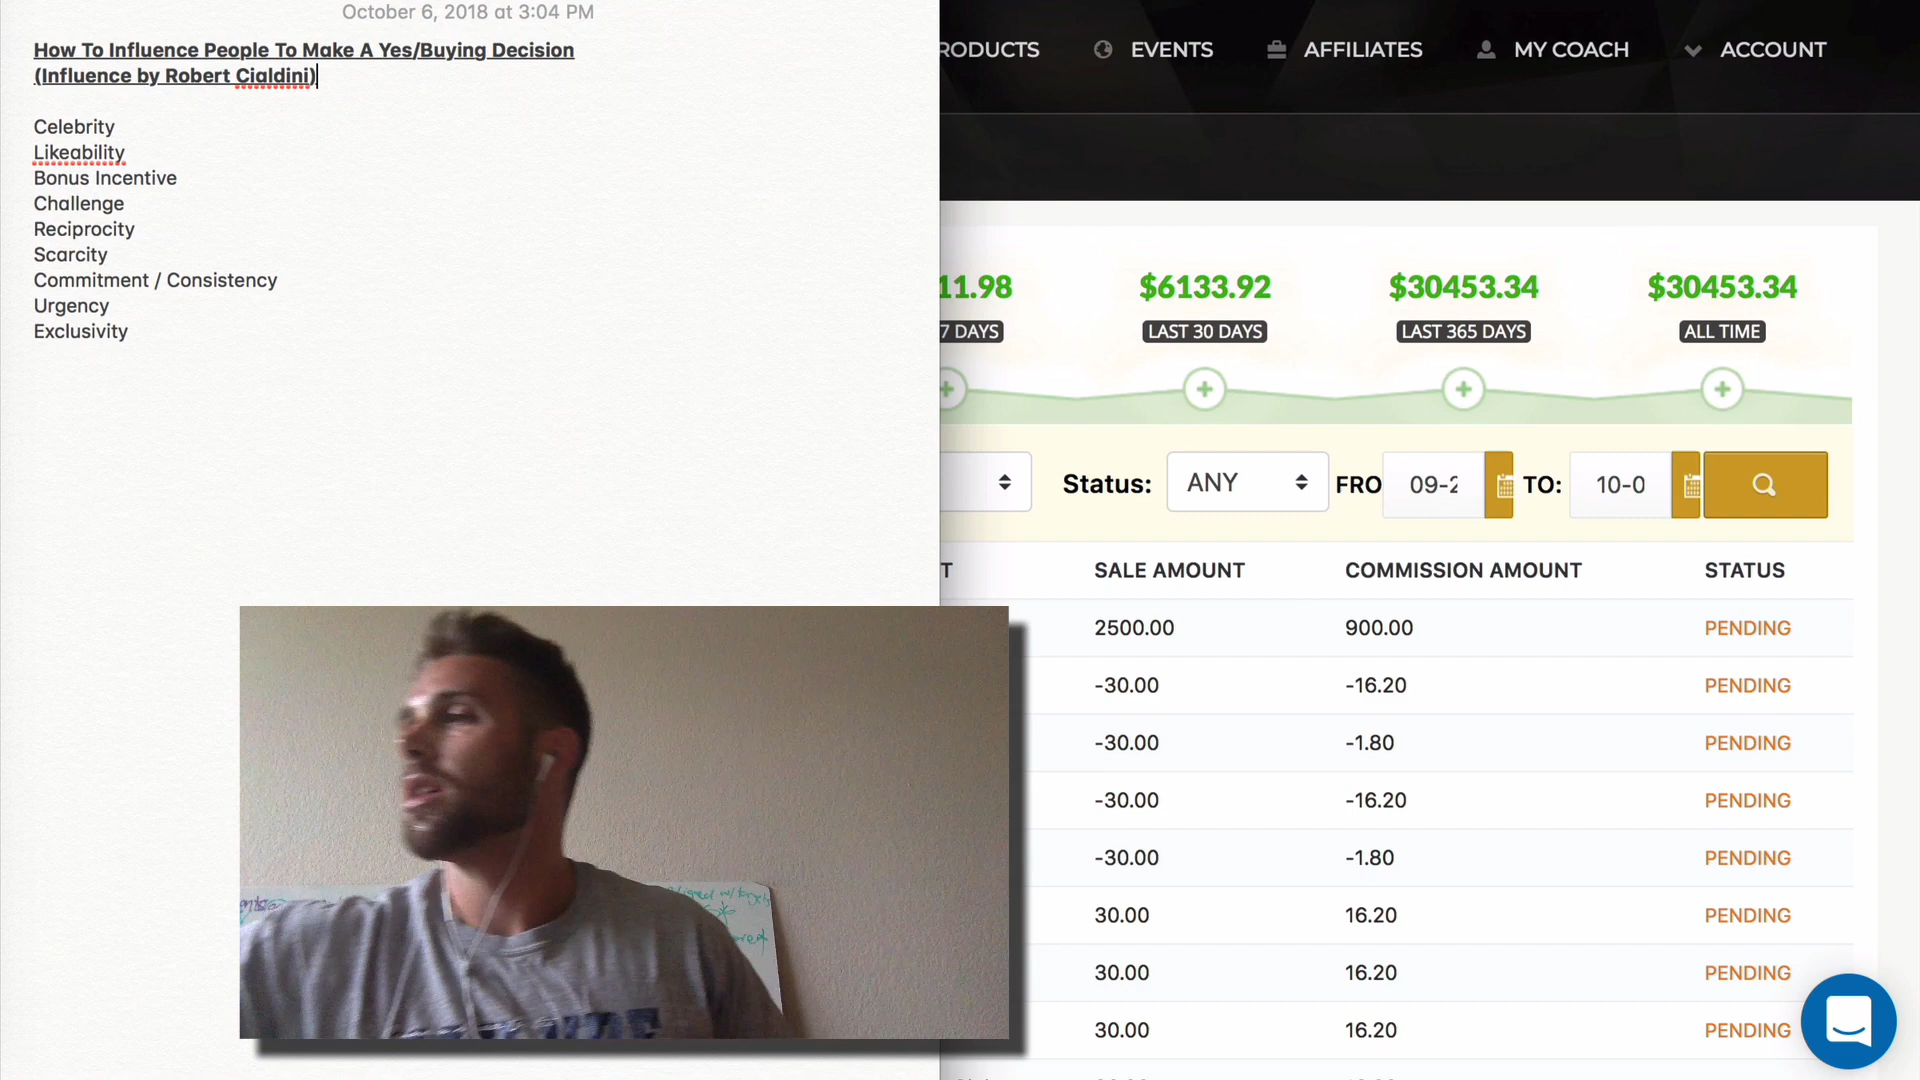 October 6, 2018 at 3:04 PM
How To Influence People To Make A Yes/Buying Decision
(Influence by Robert Cialdini)
Celebrity
Likeability
Bonus Incentive
Challenge
Reciprocity
Scarcity
Commitment / Consistency
Urgency
Exclusivity
RODUCTS EVENTS AFFILIATES MY COACH ACCOUNT
11.98 $6133.92 $30453.34 $30453.34
7 DAYS LAST 30 DAYS LAST 365 DAYS ALL TIME
Status: ANY FRO 09-2 TO: 10-0
T SALE AMOUNT COMMISSION AMOUNT STATUS
2500.00 900.00 PENDING
-30.00 -16.20 PENDING
-30.00 -1.80 PENDING
-30.00 -16.20 PENDING
-30.00 -1.80 PENDING
30.00 16.20 PENDING
30.00 16.20 PENDING
30.00 16.20 PENDING